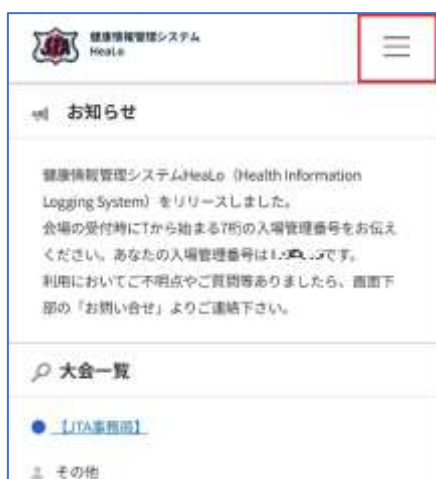 JTA
健康情報管理システム
HeaLo
お知らせ
健康情報管理システムHeaLo（Health Information
Logging System）をリリースしました。
会場の受付時にTから始まる7桁の入場管理番号をお伝え
ください。あなたの入場管理番号は です。
利用においてご不明点やご質問等ありましたら、画面下
部の「お問い合せ」よりご連絡下さい。
大会一覧
【JTA事務局】
その他